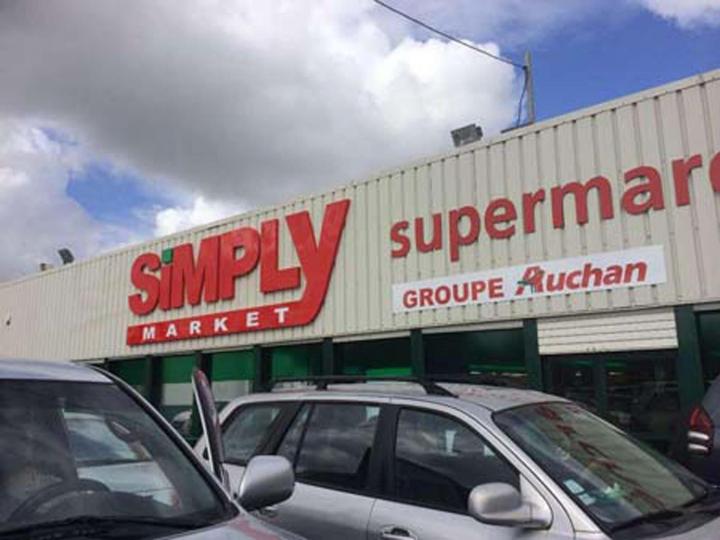 SiMPLY
MARKET
supermar
GROUPE Auchan